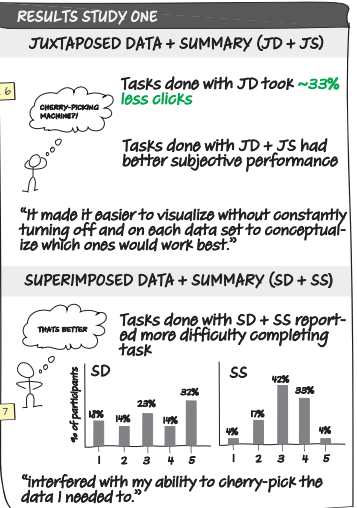 RESULTS STUDY ONE
JUXTAPOSED DATA + SUMMARY (JD + JS)
6
CHERRY-PICKING
MACHINE?!
Tasks done with JD took ~33%
less clicks
Tasks done with JD + JS had
better subjective performance
“It made it easier to visualize without constantly
turning off and on each data set to conceptual-
ize which ones would work best.”
SUPERIMPOSED DATA + SUMMARY (SD + SS)
THATS BETTER
Tasks done with SD + SS report-
ed more difficulty completing
task
7
% of participants
SD
18%
14%
23%
14%
32%
1 2 3 4 5
SS
4%
17%
42%
33%
4%
1 2 3 4 5
“interfered with my ability to cherry-pick the
data I needed to.”